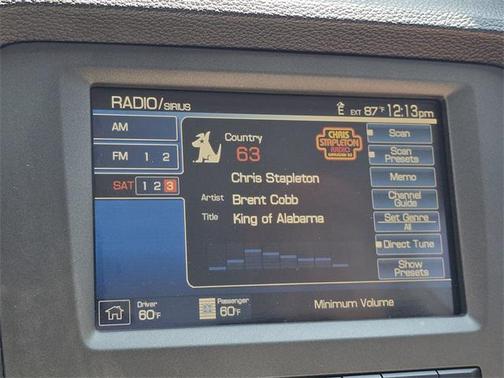 RADIO/SIRIUS
E EXT 87°F 12:13pm
AM
FM 1 2
SAT 1 2 3
Country
63
CHRIS
STAPLETON
RADIO
Chris Stapleton
Artist Brent Cobb
Title King of Alabama
Scan
Scan
Presets
Memo
Channel
Guide
Set Genre
All
Direct Tune
Show
Presets
Driver
60°F
Passenger
60°F
Minimum Volume